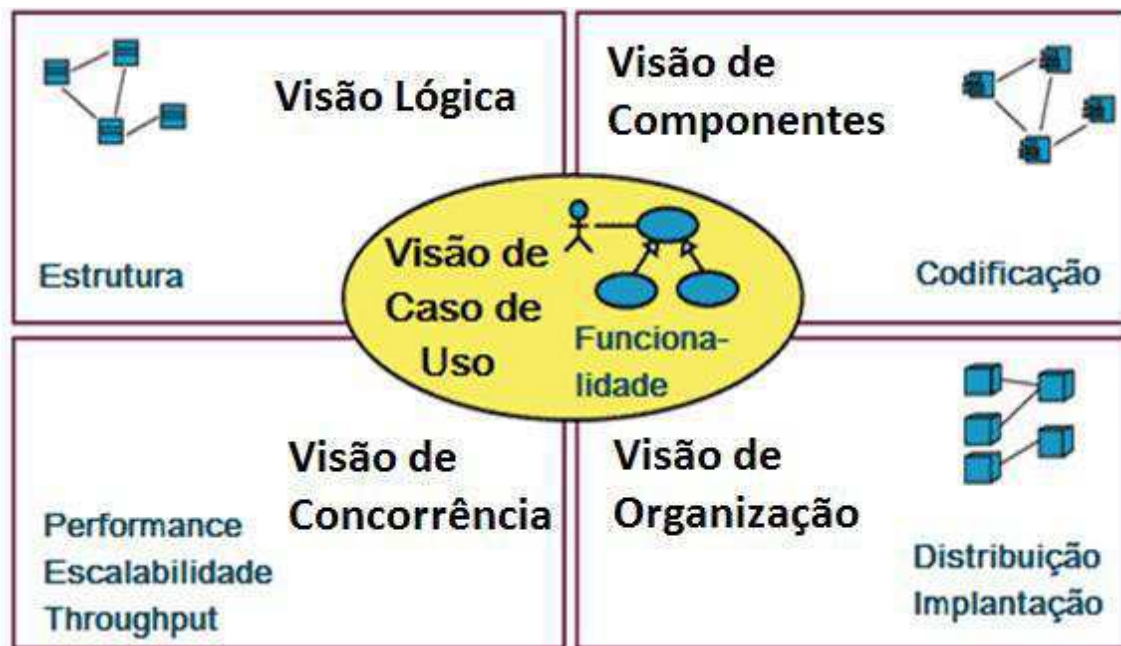 Visão Lógica
Estrutura
Visão de
Componentes
Codificação
Visão de
Caso de
Uso
Funciona-
lidade
Visão de
Concorrência
Performance
Escalabilidade
Throughput
Visão de
Organização
Distribuição
Implantação